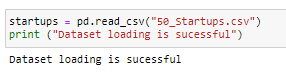 startups = pd.read_csv("50_Startups.csv")
print ("Dataset loading is sucessful")
Dataset loading is sucessful